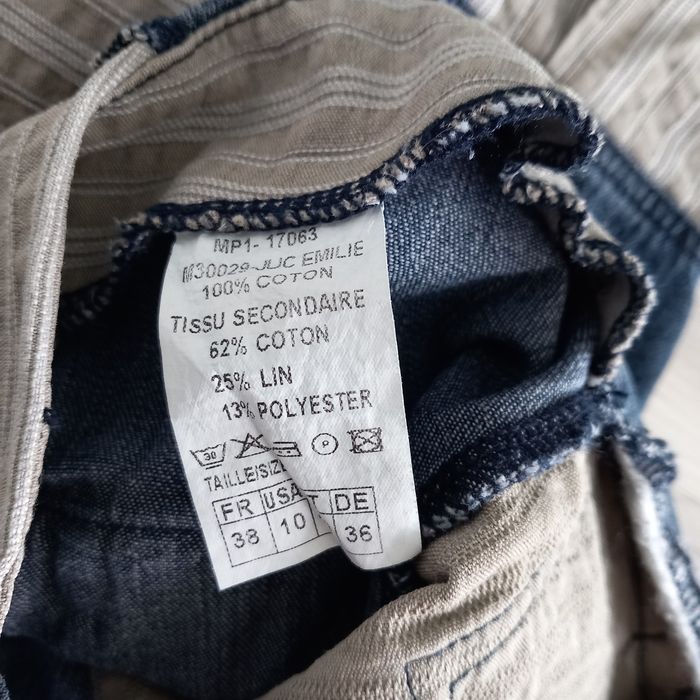 MP1- 17063
M30029-JUC EMILIE
100% COTON
TISSU SECONDAIRE
62% COTON
25% LIN
13% POLYESTER
30 P
TAILLE/SIZ
FR USA T DE
38 10 36